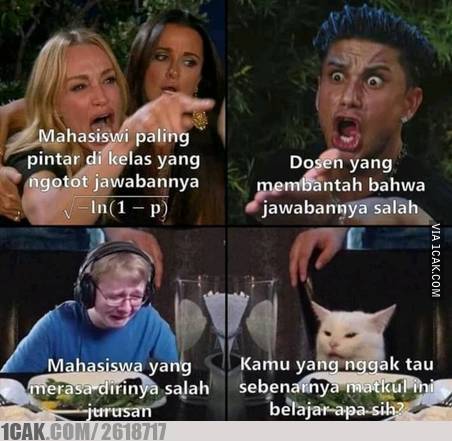 Mahasiswi paling
pintar di kelas yang
ngotot jawabannya
√-ln(1 − p)
Dosen yang
membantah bahwa
jawabannya salah
Mahasiswa yang
merasa dirinya salah
jurusan
Kamu yang nggak tau
sebenarnya matkul ini
belajar apa sih?
VIA 1CAK.COM
1CAK.COM/2618717